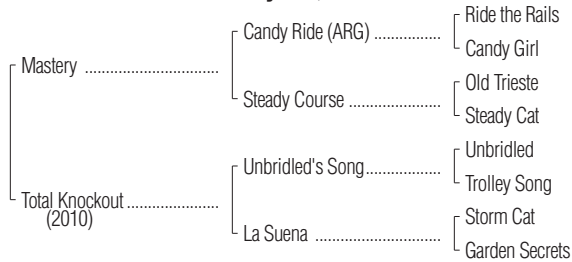 Ride the Rails
Candy Ride (ARG) ................
Candy Girl
Mastery ................................
Old Trieste
Steady Course ......................
Steady Cat
Unbridled
Unbridled's Song..................
Trolley Song
Total Knockout ......................
(2010)
Storm Cat
La Suena ..............................
Garden Secrets